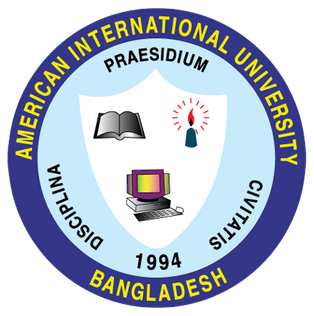 AMERICAN INTERNATIONAL UNIVERSITY
BANGLADESH
PRAESIDIUM
DISCIPLINA
CIVITATIS
1994